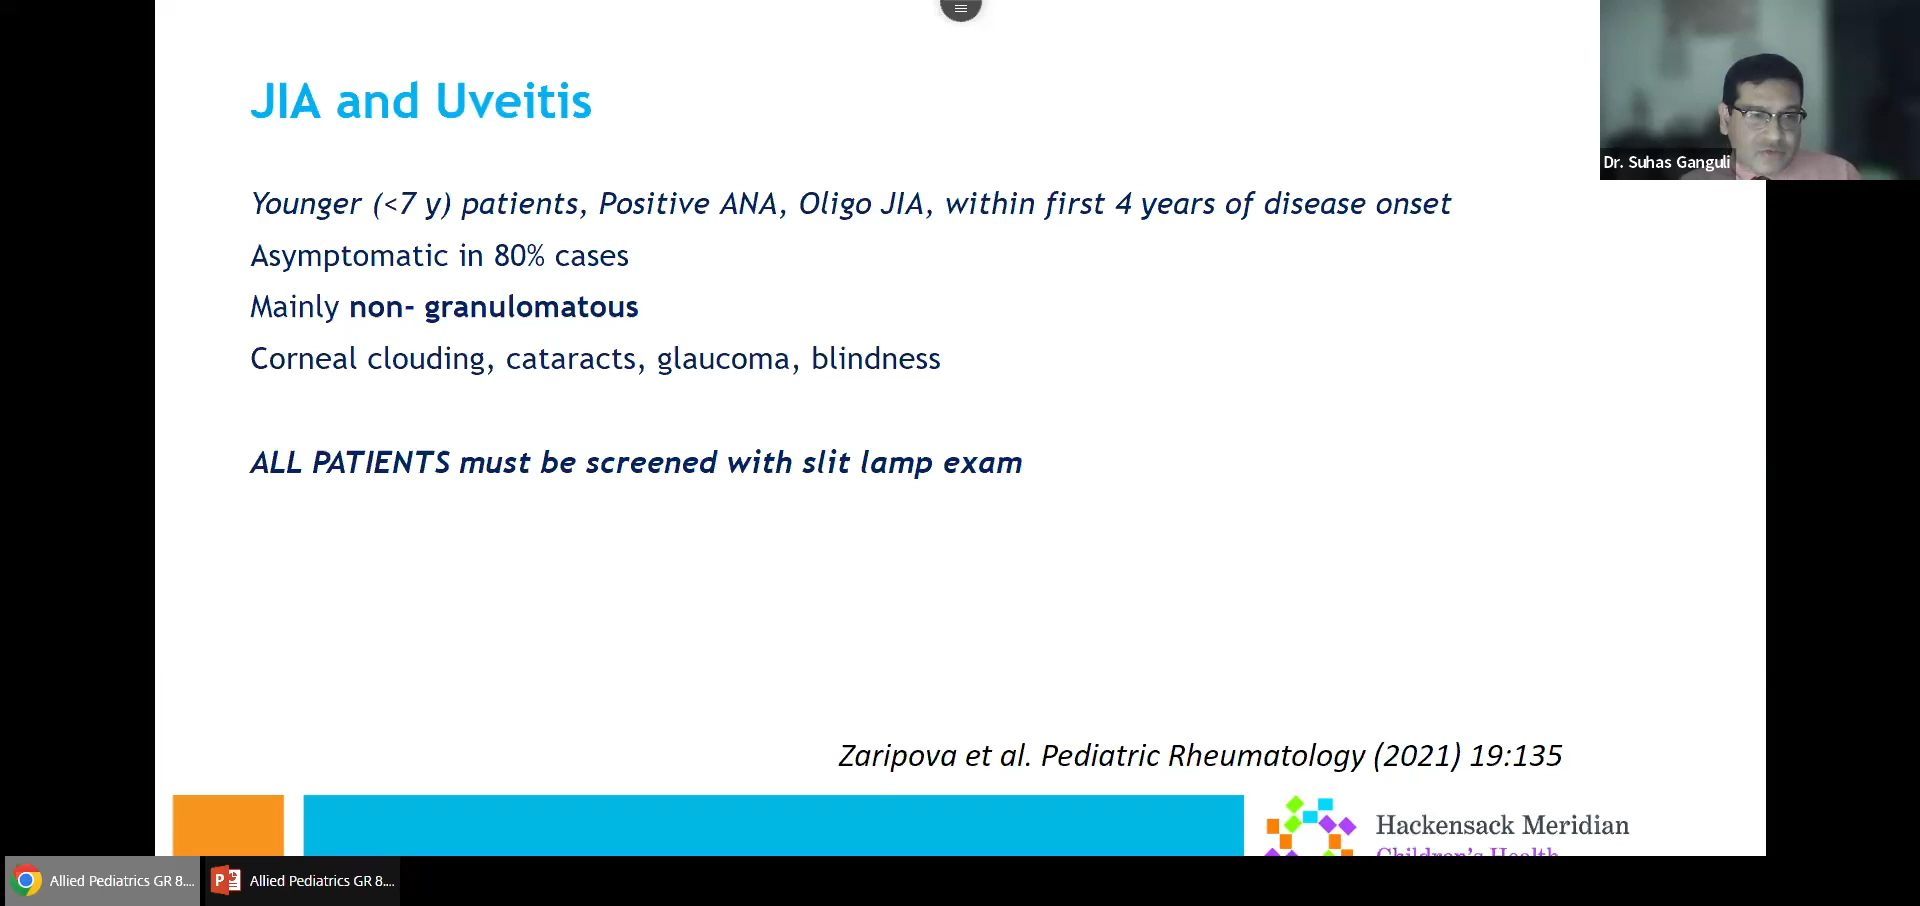 JIA and Uveitis
Dr. Suhas Ganguli
Younger (<7 y) patients, Positive ANA, Oligo JIA, within first 4 years of disease onset
Asymptomatic in 80% cases
Mainly non- granulomatous
Corneal clouding, cataracts, glaucoma, blindness
ALL PATIENTS must be screened with slit lamp exam
Zaripova et al. Pediatric Rheumatology (2021) 19:135
Hackensack Meridian
Children's Health
Allied Pediatrics GR 8....
Allied Pediatrics GR 8....